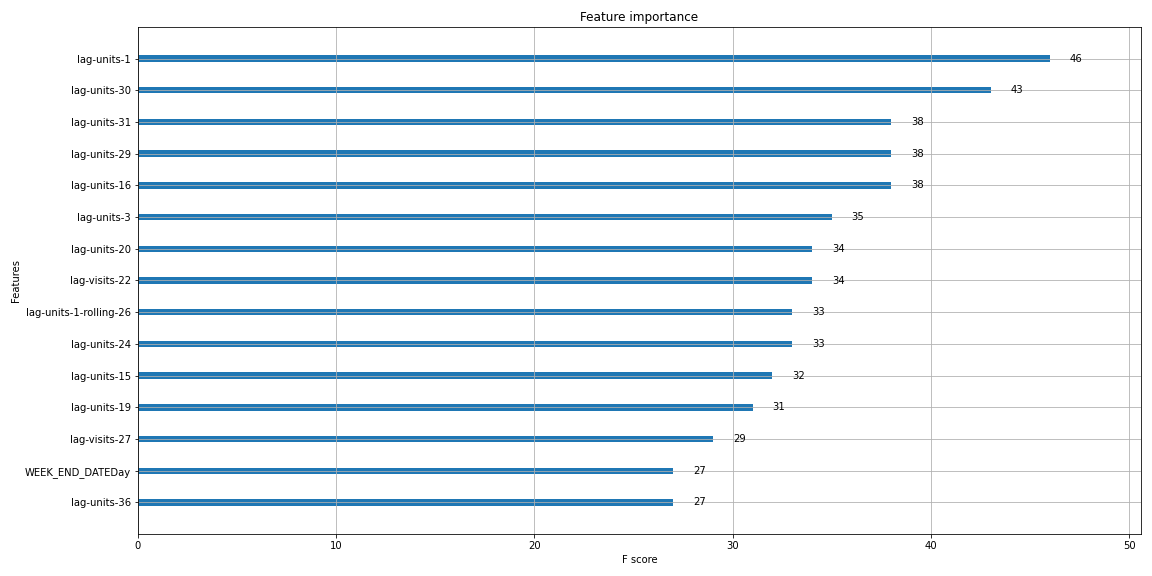 Feature importance
lag-units-1 46
lag-units-30 43
lag-units-31 38
lag-units-29 38
lag-units-16 38
lag-units-3 35
lag-units-20 34
lag-visits-22 34
lag-units-1-rolling-26 33
lag-units-24 33
lag-units-15 32
lag-units-19 31
lag-visits-27 29
WEEK_END_DATEDay 27
lag-units-36 27
Features
0 10 20 30 40 50
F score